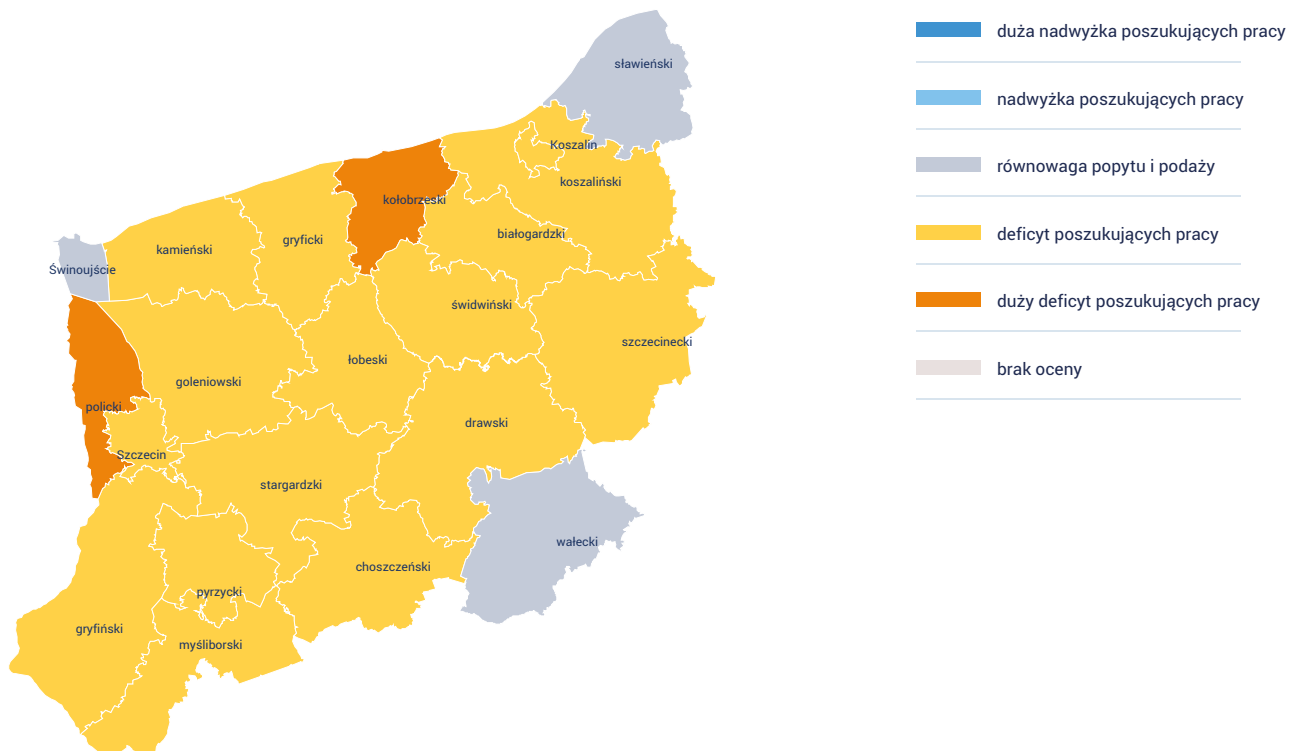 duża nadwyżka poszukujących pracy
nadwyżka poszukujących pracy
równowaga popytu i podaży
deficyt poszukujących pracy
duży deficyt poszukujących pracy
brak oceny
sławieński
Koszalin
koszaliński
kołobrzeski
białogardzki
gryficki
kamieński
Świnoujście
świdwiński
szczecinecki
łobeski
goleniowski
policki
drawski
Szczecin
stargardzki
wałecki
choszczeński
pyrzycki
gryfiński
myśliborski